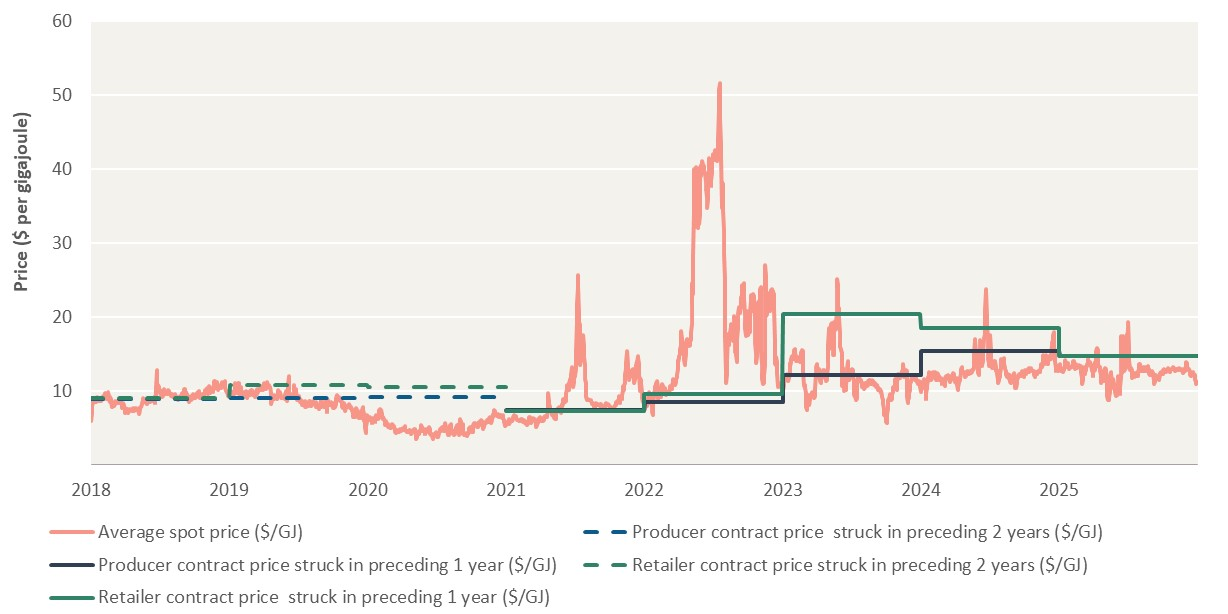 Price ($ per gigajoule)
60
50
40
30
20
10
2018 2019 2020 2021 2022 2023 2024 2025
Average spot price ($/GJ)
Producer contract price struck in preceding 2 years ($/GJ)
Producer contract price struck in preceding 1 year ($/GJ)
Retailer contract price struck in preceding 2 years ($/GJ)
Retailer contract price struck in preceding 1 year ($/GJ)